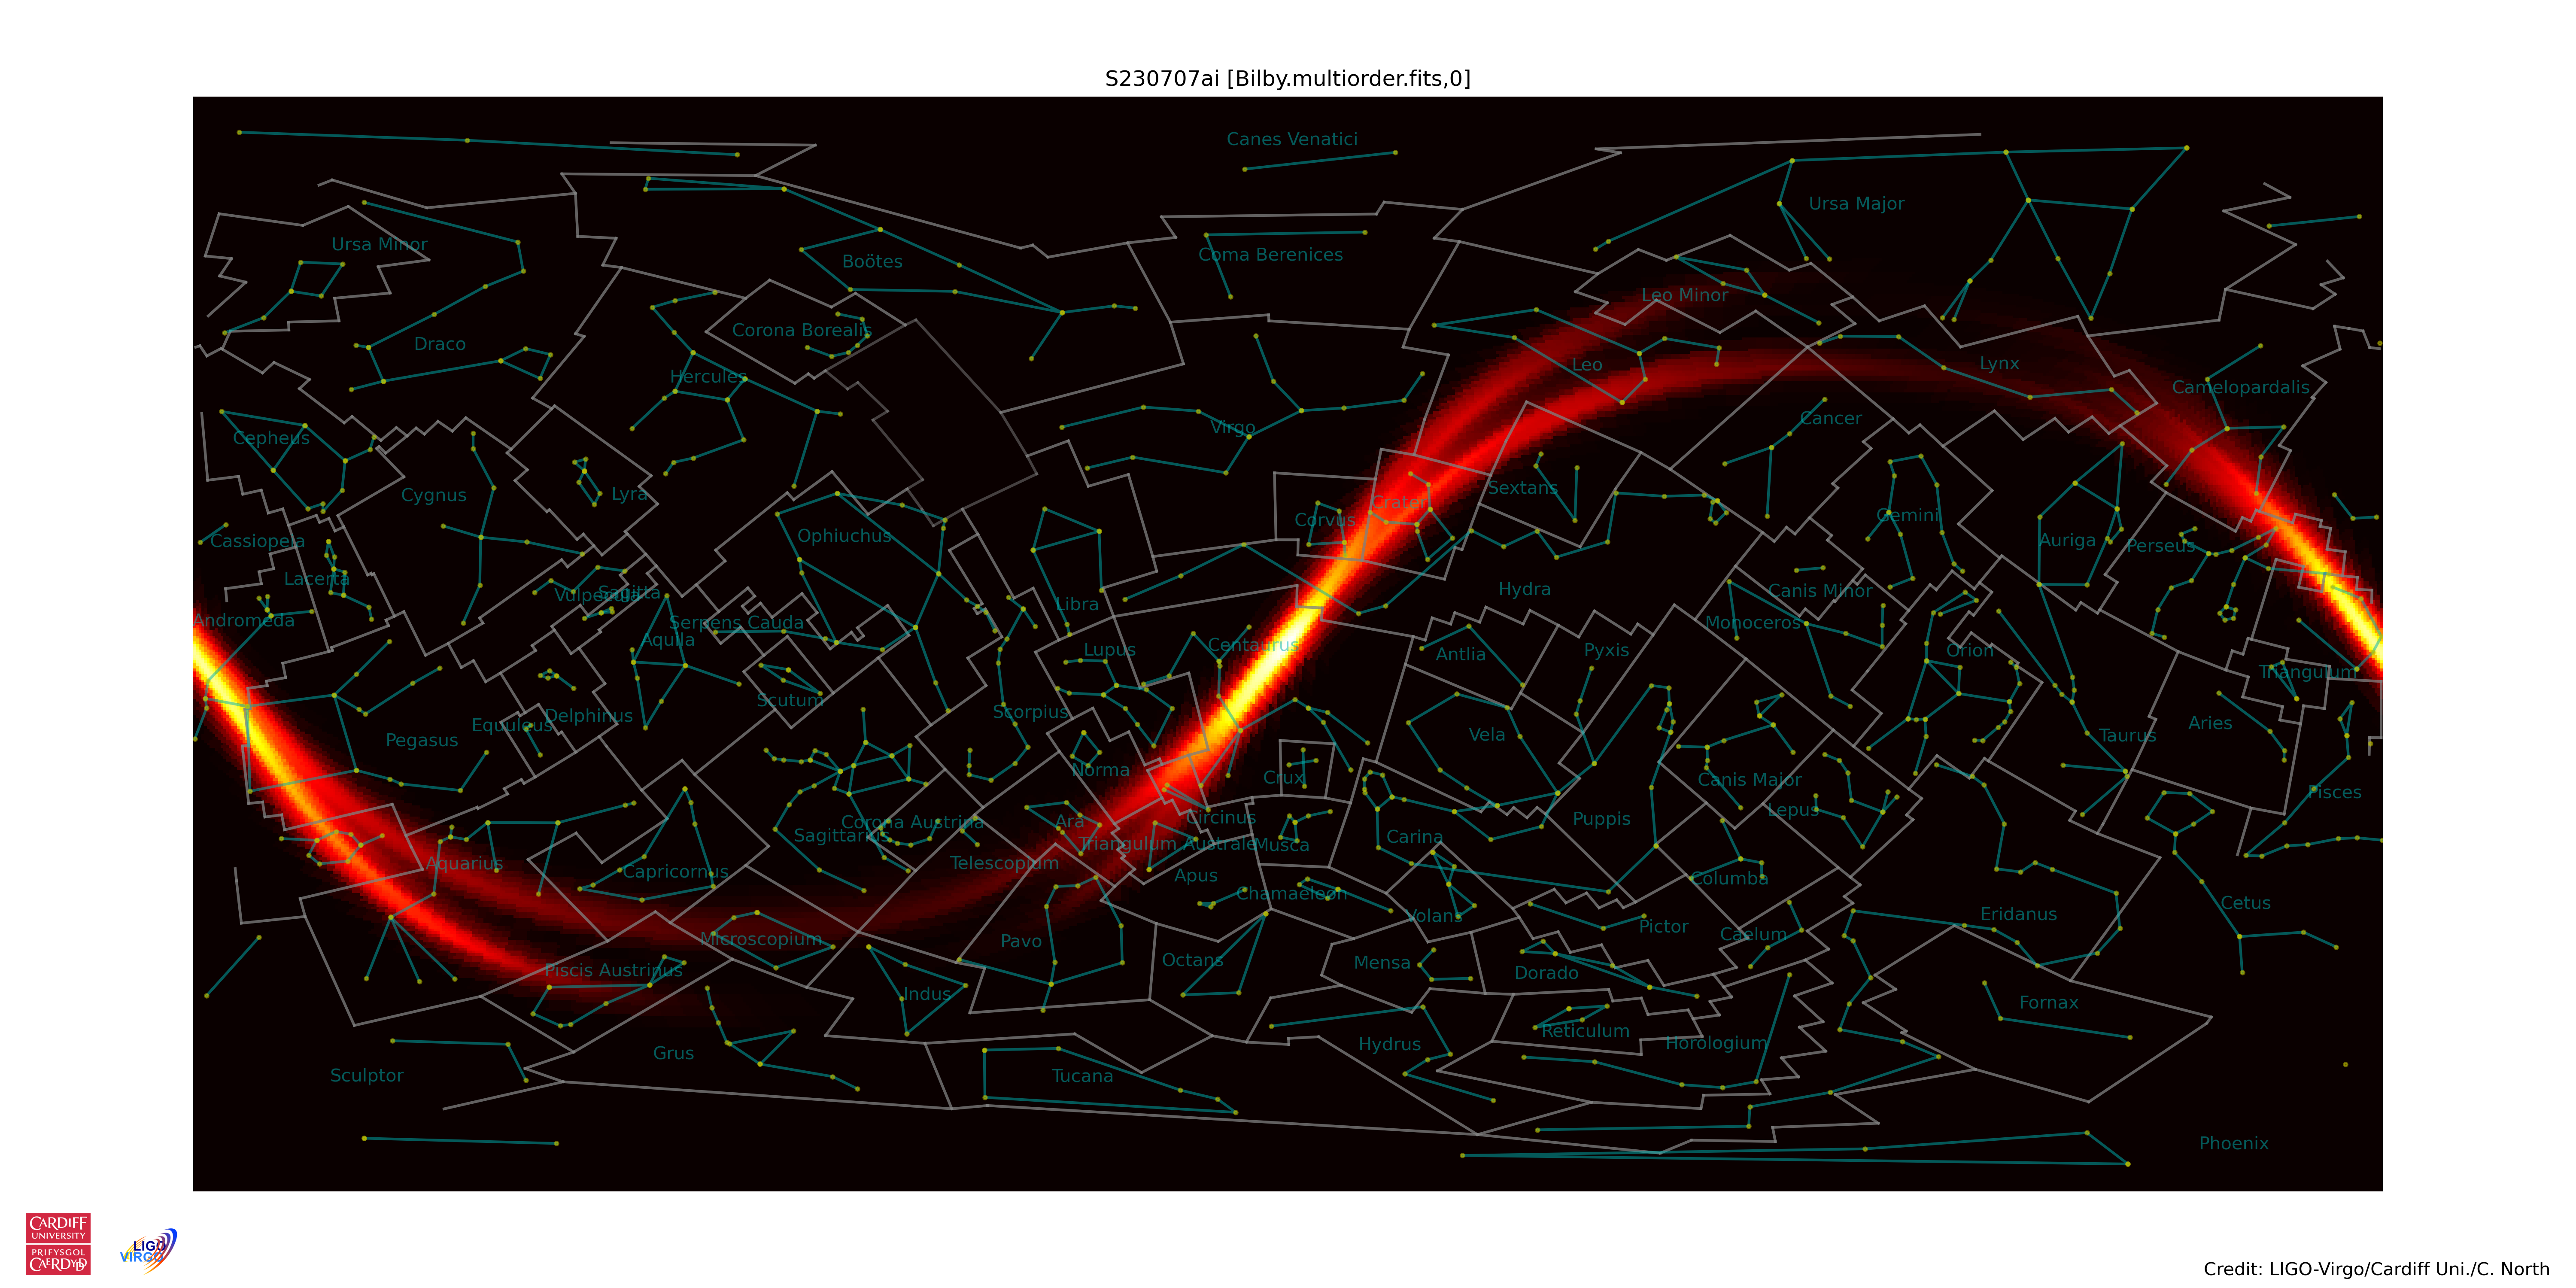 S230707ai [Bilby.multiorder.fits,0]
Canes Venatici
Ursa Major
Ursa Minor
Coma Berenices
Boötes
Leo Minor
Corona Borealis
Draco
Leo
Lynx
Hercules
Camelopardalis
Cancer
Virgo
Cepheus
Cygnus
Lyra
Sextans
Crater
Gemini
Corvus
Ophiuchus
Cassiopeia
Auriga
Perseus
Lacerta
Hydra
Canis Minor
Vulpecula
Sagitta
Libra
Andromeda
Serpens Cauda
Monoceros
Aquila
Centaurus
Lupus
Antlia
Pyxis
Orion
Triangulum
Scutum
Scorpius
Delphinus
Equuleus
Aries
Pegasus
Vela
Taurus
Norma
Crux
Canis Major
Pisces
Lepus
Circinus
Puppis
Ara
Corona Austrina
Sagittarius
Carina
Triangulum Australe
Musca
Aquarius
Telescopium
Capricornus
Apus
Columba
Chamaeleon
Cetus
Volans
Eridanus
Pictor
Caelum
Microscopium
Pavo
Octans
Mensa
Piscis Austrinus
Dorado
Indus
Fornax
Reticulum
Horologium
Hydrus
Grus
Sculptor
Tucana
Phoenix
CARDIFF
UNIVERSITY
PRIFYSGOL
CAERDYDD
LIGO
VIRGO
Credit: LIGO-Virgo/Cardiff Uni./C. North